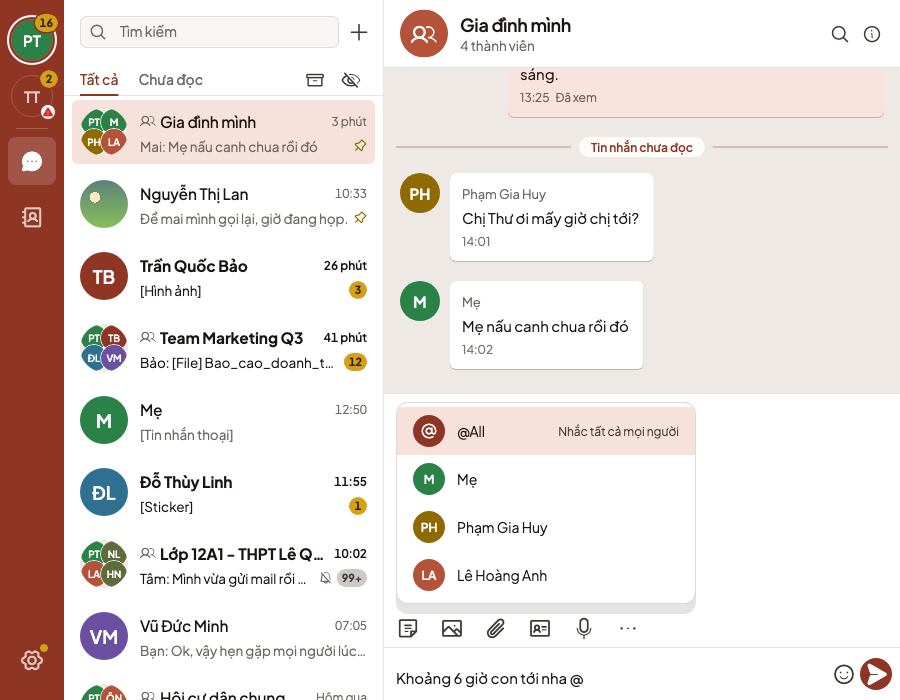 PT
16
TT
2
Tìm kiếm
Tất cả
Chưa đọc
PT
M
PH
LA
Gia đình mình
3 phút
Mai: Mẹ nấu canh chua rồi đó
Nguyễn Thị Lan
10:33
Để mai mình gọi lại, giờ đang họp.
TB
Trần Quốc Bảo
26 phút
[Hình ảnh]
3
PT
TB
ĐL
VM
Team Marketing Q3
41 phút
Bảo: [File] Bao_cao_doanh_t...
12
M
Mẹ
12:50
[Tin nhắn thoại]
ĐL
Đỗ Thùy Linh
11:55
[Sticker]
1
PT
NL
LA
HN
Lớp 12A1 - THPT Lê Q...
10:02
Tâm: Mình vừa gửi mail rồi ...
99+
VM
Vũ Đức Minh
07:05
Bạn: Ok, vậy hẹn gặp mọi người lúc...
PT
ÔN
Hội cư dân chung
Hôm qua
Gia đình mình
4 thành viên
sáng.
13:25 Đã xem
Tin nhắn chưa đọc
PH
Phạm Gia Huy
Chị Thư ơi mấy giờ chị tới?
14:01
M
Mẹ
Mẹ nấu canh chua rồi đó
14:02
@All
Nhắc tất cả mọi người
M
Mẹ
PH
Phạm Gia Huy
LA
Lê Hoàng Anh
Khoảng 6 giờ con tới nha @